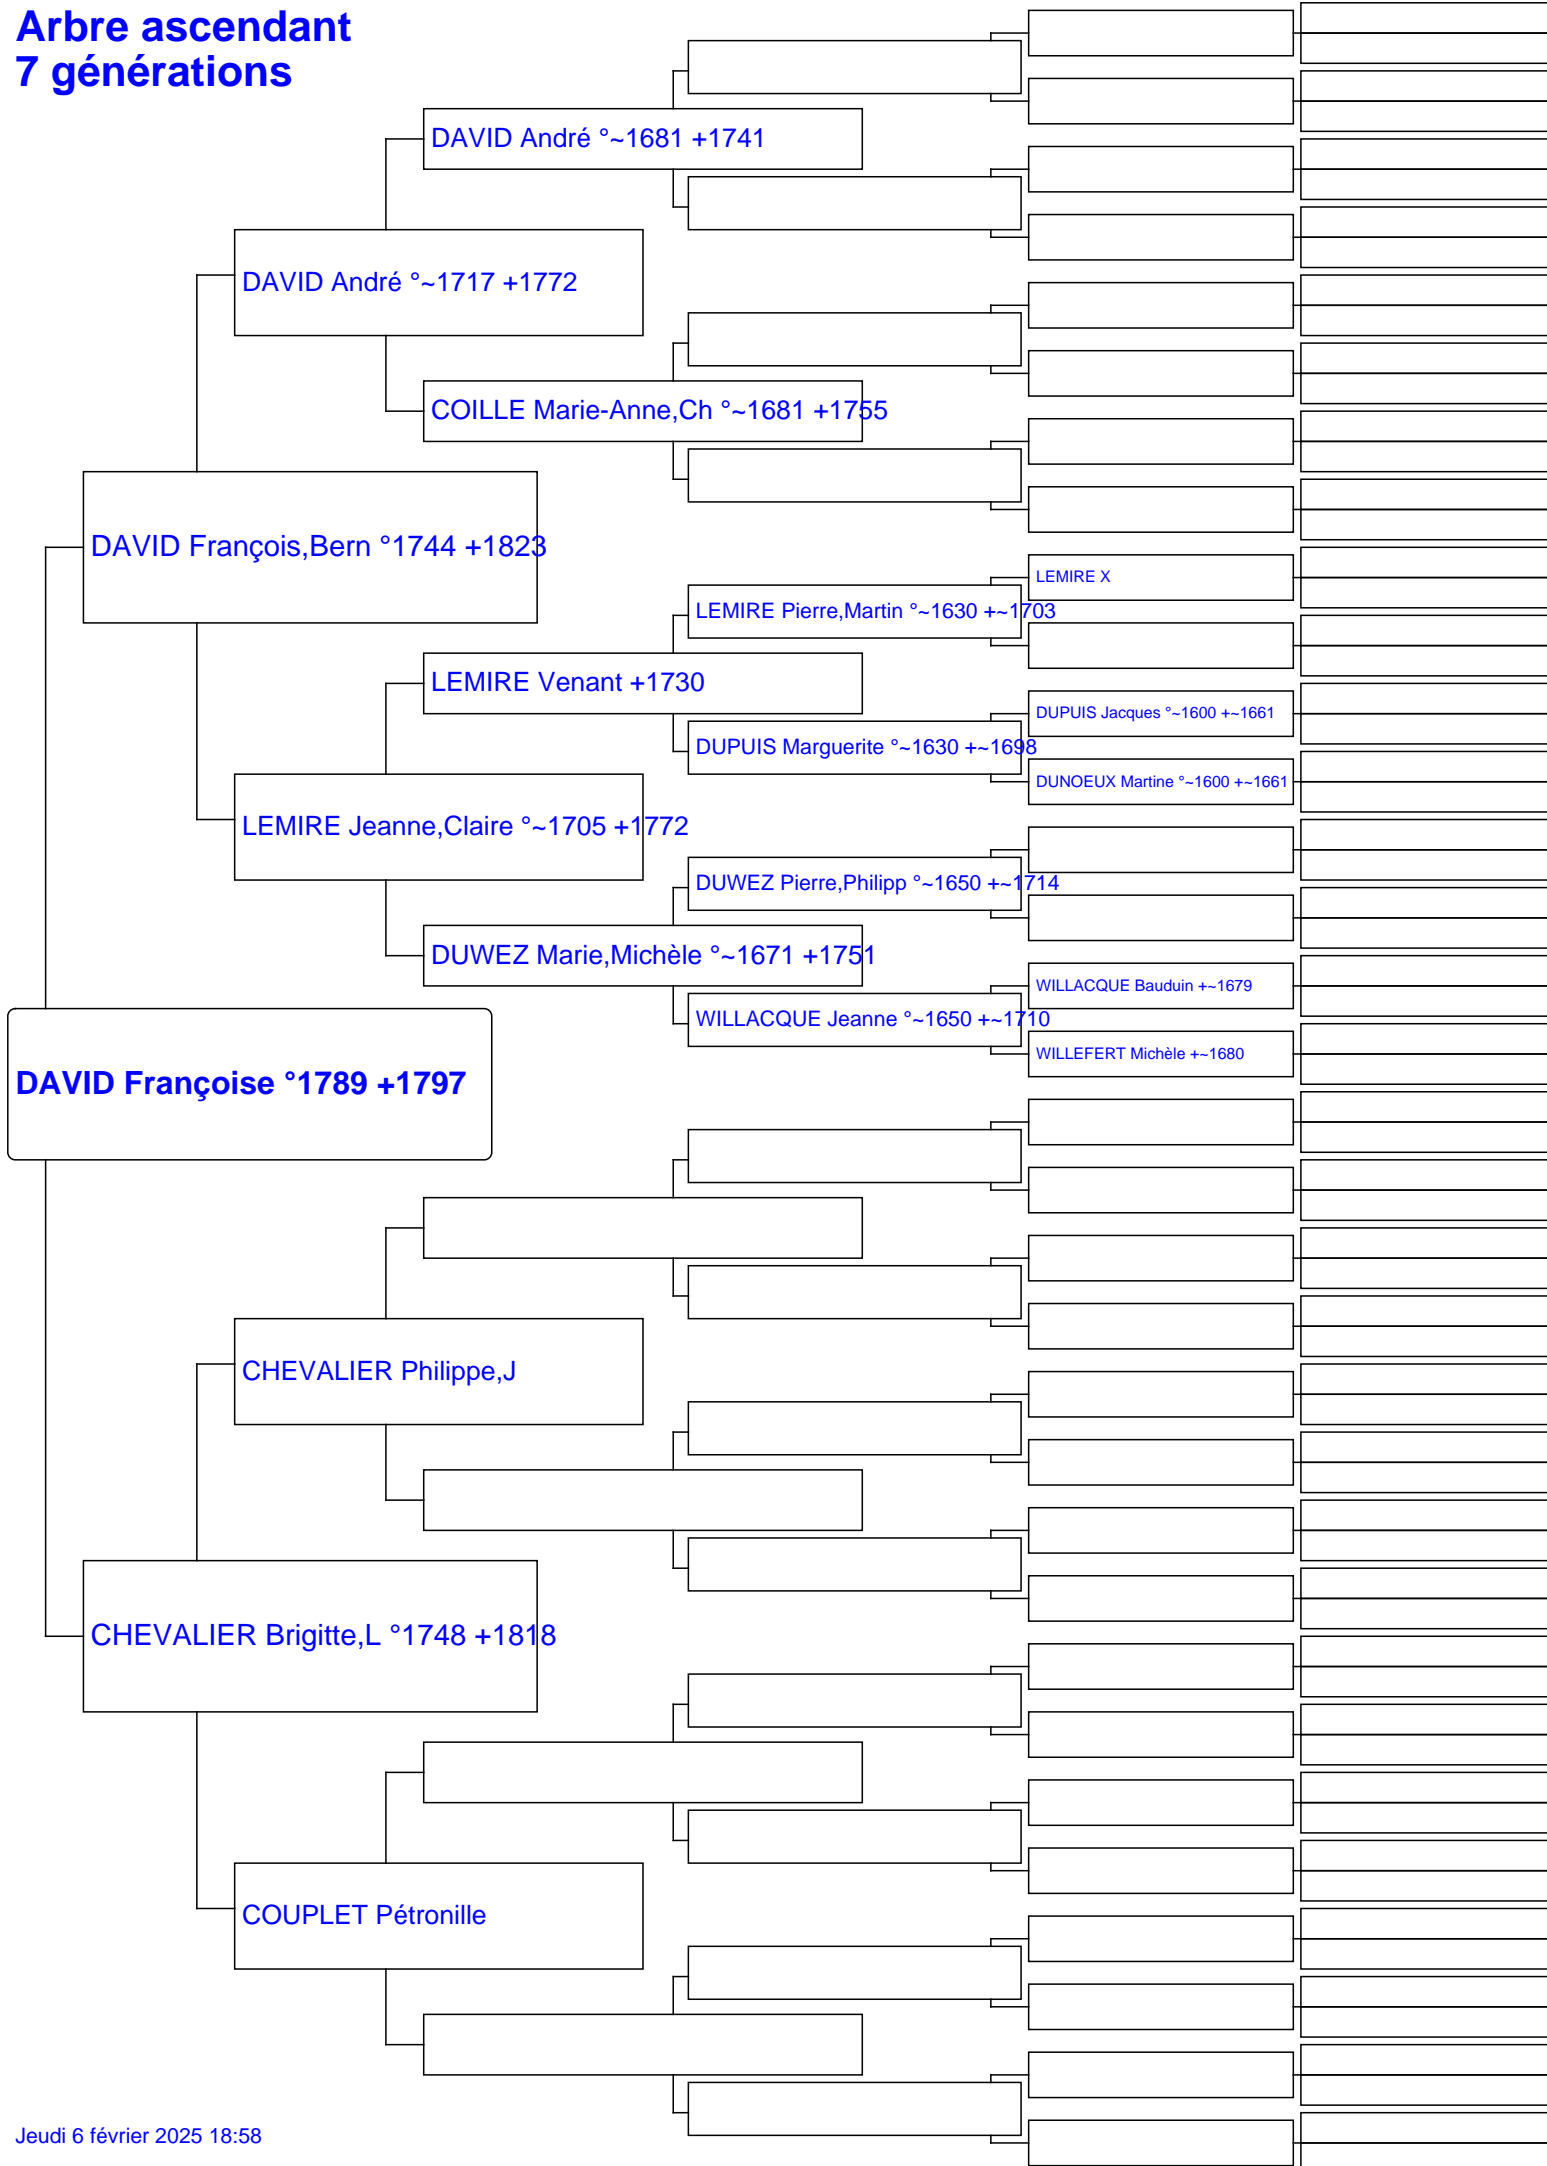 Arbre ascendant
7 générations
DAVID André °~1681 +1741
DAVID André °~1717 +1772
COILLE Marie-Anne,Ch °~1681 +1755
DAVID François,Bern °1744 +1823
LEMIRE X
LEMIRE Pierre,Martin °~1630 +~1703
LEMIRE Venant +1730
DUPUIS Jacques °~1600 +~1661
DUPUIS Marguerite °~1630 +~1698
DUNOEUX Martine °~1600 +~1661
LEMIRE Jeanne,Claire °~1705 +1772
DUWEZ Pierre,Philipp °~1650 +~1714
DUWEZ Marie,Michèle °~1671 +1751
WILLACQUE Bauduin +~1679
WILLACQUE Jeanne °~1650 +~1710
WILLEFERT Michèle +~1680
DAVID Françoise °1789 +1797
CHEVALIER Philippe,J
CHEVALIER Brigitte,L °1748 +1818
COUPLET Pétronille
Jeudi 6 février 2025 18:58